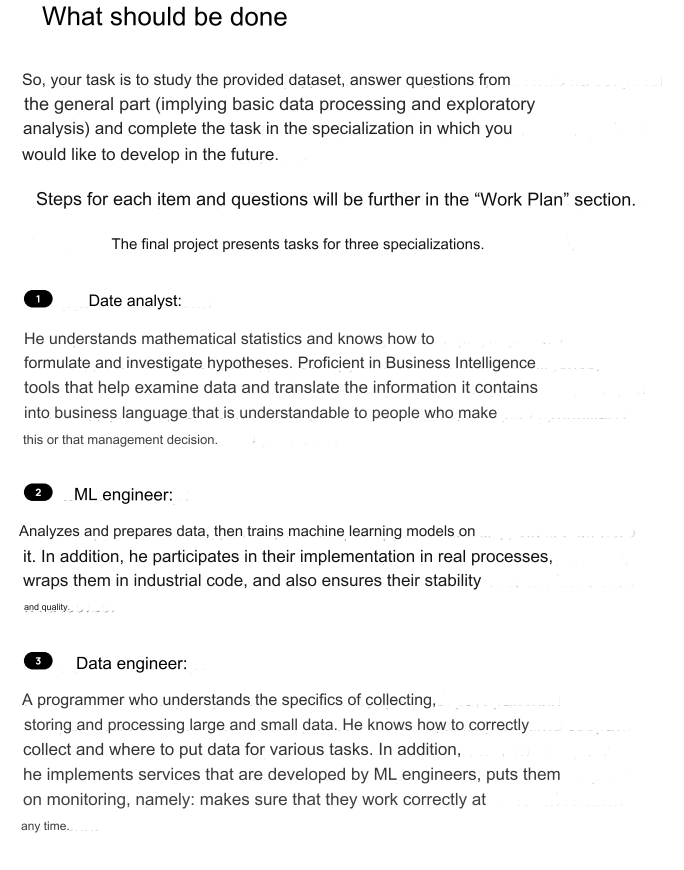 What should be done
So, your task is to study the provided dataset, answer questions from
the general part (implying basic data processing and exploratory
analysis) and complete the task in the specialization in which you
would like to develop in the future.
Steps for each item and questions will be further in the “Work Plan” section.
The final project presents tasks for three specializations.
1 Date analyst:
He understands mathematical statistics and knows how to
formulate and investigate hypotheses. Proficient in Business Intelligence
tools that help examine data and translate the information it contains
into business language that is understandable to people who make
this or that management decision.
2 ML engineer:
Analyzes and prepares data, then trains machine learning models on
it. In addition, he participates in their implementation in real processes,
wraps them in industrial code, and also ensures their stability
and quality.
3 Data engineer:
A programmer who understands the specifics of collecting,
storing and processing large and small data. He knows how to correctly
collect and where to put data for various tasks. In addition,
he implements services that are developed by ML engineers, puts them
on monitoring, namely: makes sure that they work correctly at
any time.